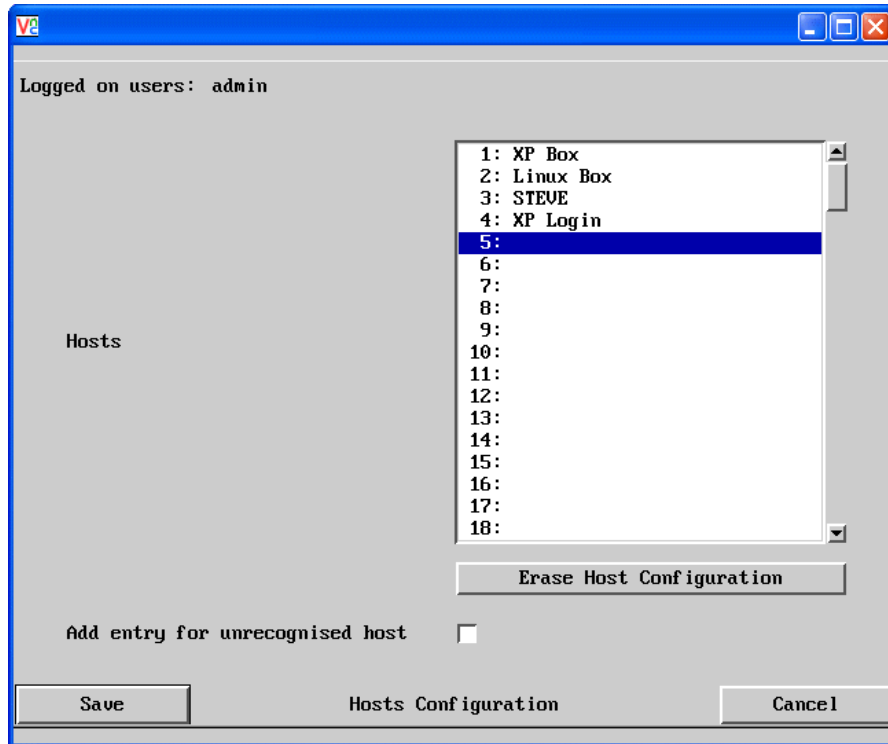 Logged on users: admin
1: XP Box
2: Linux Box
3: STEVE
4: XP Login
5:
6:
7:
8:
9:
Hosts
10:
11:
12:
13:
14:
15:
16:
17:
18:
Erase Host Configuration
Add entry for unrecognised host
Save Hosts Configuration Cancel